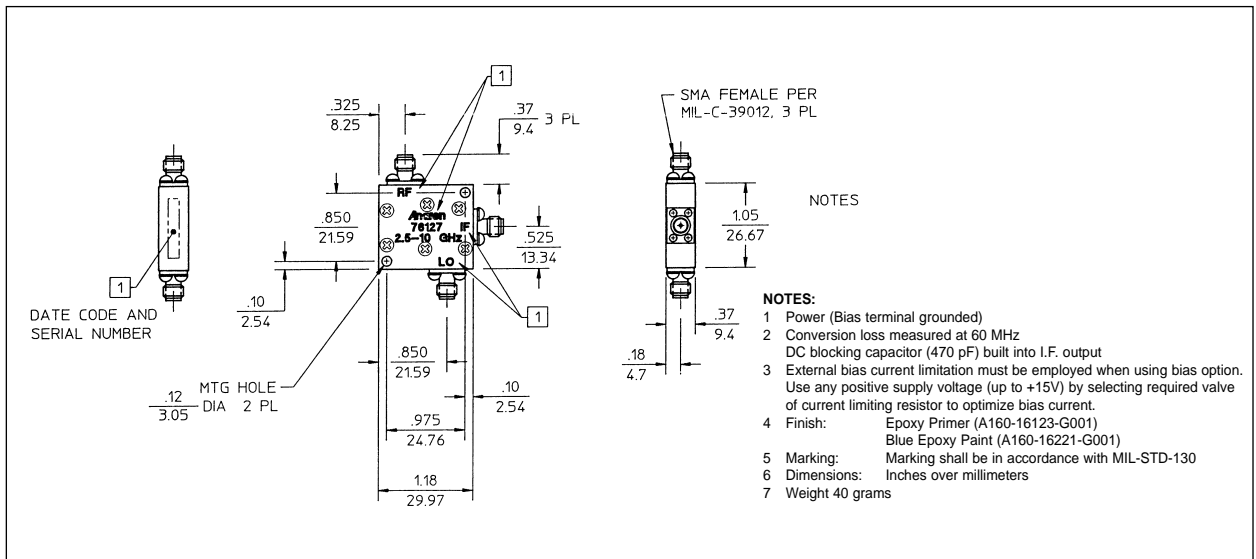 1
.325
8.25
.37
9.4
3 PL
SMA FEMALE PER
MIL-C-39012, 3 PL
RF
Anaren
76127
IF
2.5-10 GHz
LO
.850
21.59
.525
13.34
1.05
26.67
NOTES
1
DATE CODE AND
SERIAL NUMBER
.10
2.54
1
.850
21.59
.10
2.54
.12
3.05
MTG HOLE
DIA 2 PL
.975
24.76
1.18
29.97
.37
9.4
.18
4.7
NOTES:
1 Power (Bias terminal grounded)
2 Conversion loss measured at 60 MHz
DC blocking capacitor (470 pF) built into I.F. output
3 External bias current limitation must be employed when using bias option.
Use any positive supply voltage (up to +15V) by selecting required valve
of current limiting resistor to optimize bias current.
4 Finish: Epoxy Primer (A160-16123-G001)
Blue Epoxy Paint (A160-16221-G001)
5 Marking: Marking shall be in accordance with MIL-STD-130
6 Dimensions: Inches over millimeters
7 Weight 40 grams